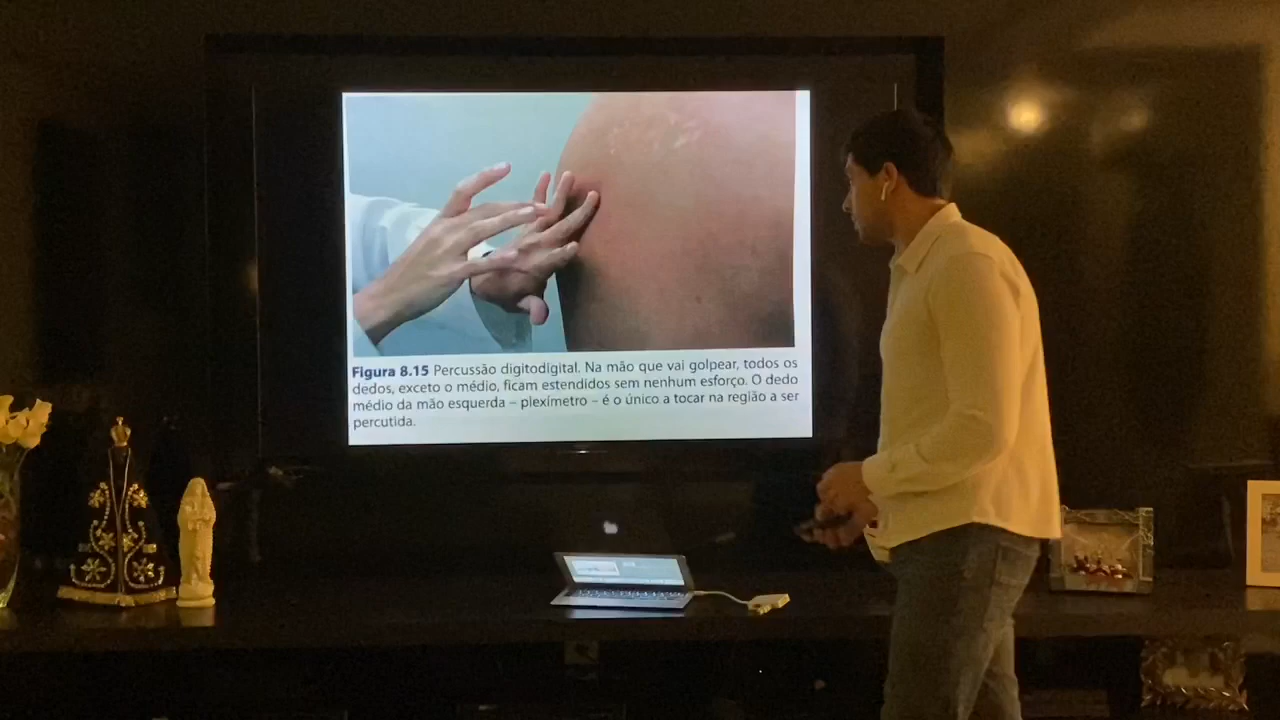 Figura 8.15 Percussão digitodigital. Na mão que vai golpear, todos os
dedos, exceto o médio, ficam estendidos sem nenhum esforço. O dedo
médio da mão esquerda – plexímetro – é o único a tocar na região a ser
percutida.